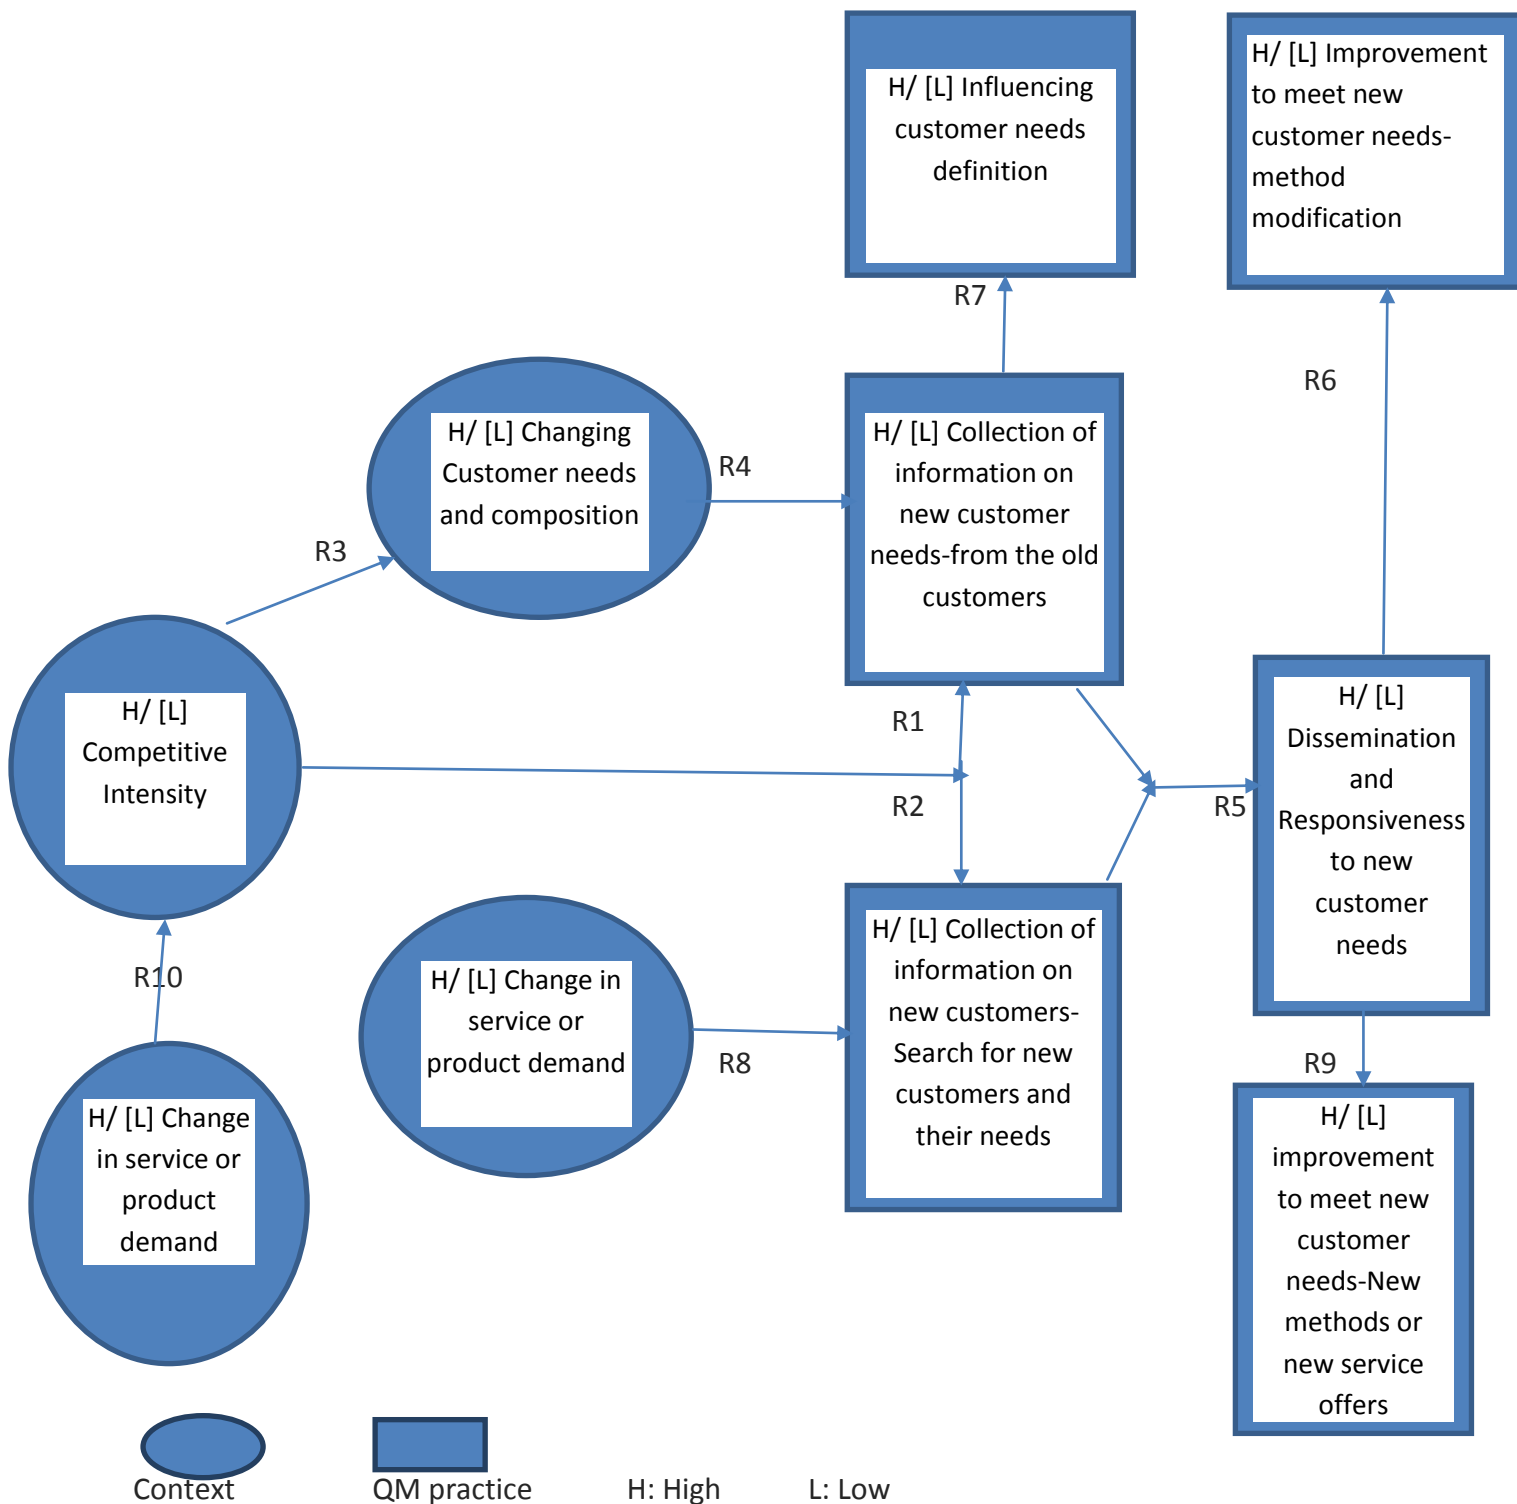 H/ [L] Influencing
customer needs
definition
H/ [L] Improvement
to meet new
customer needs-
method
modification
R7
R6
H/ [L] Changing
Customer needs
and composition
R4
H/ [L] Collection of
information on
new customer
needs-from the old
customers
R3
H/ [L]
Competitive
Intensity
R1
R2
R5
H/ [L]
Dissemination
and
Responsiveness
to new
customer
needs
R10
H/ [L] Change in
service or
product demand
R8
H/ [L] Collection of
information on
new customers-
Search for new
customers and
their needs
R9
H/ [L] Change
in service or
product
demand
H/ [L]
improvement
to meet new
customer
needs-New
methods or
new service
offers
Context
QM practice
H: High
L: Low